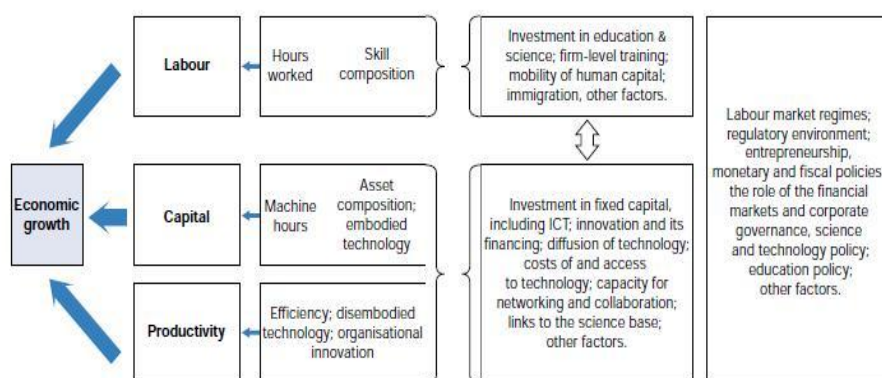 Economic
growth
Labour
Hours
worked
Skill
composition
Investment in education &
science; firm-level training;
mobility of human capital;
immigration, other factors.
Capital
Machine
hours
Asset
composition;
embodied
technology
Productivity
Efficiency; disembodied
technology; organisational
innovation
Investment in fixed capital,
including ICT; innovation and its
financing; diffusion of technology;
costs of and access
to technology; capacity for
networking and collaboration;
links to the science base;
other factors.
Labour market regimes;
regulatory environment;
entrepreneurship,
monetary and fiscal policies
the role of the financial
markets and corporate
governance, science
and technology policy;
education policy;
other factors.